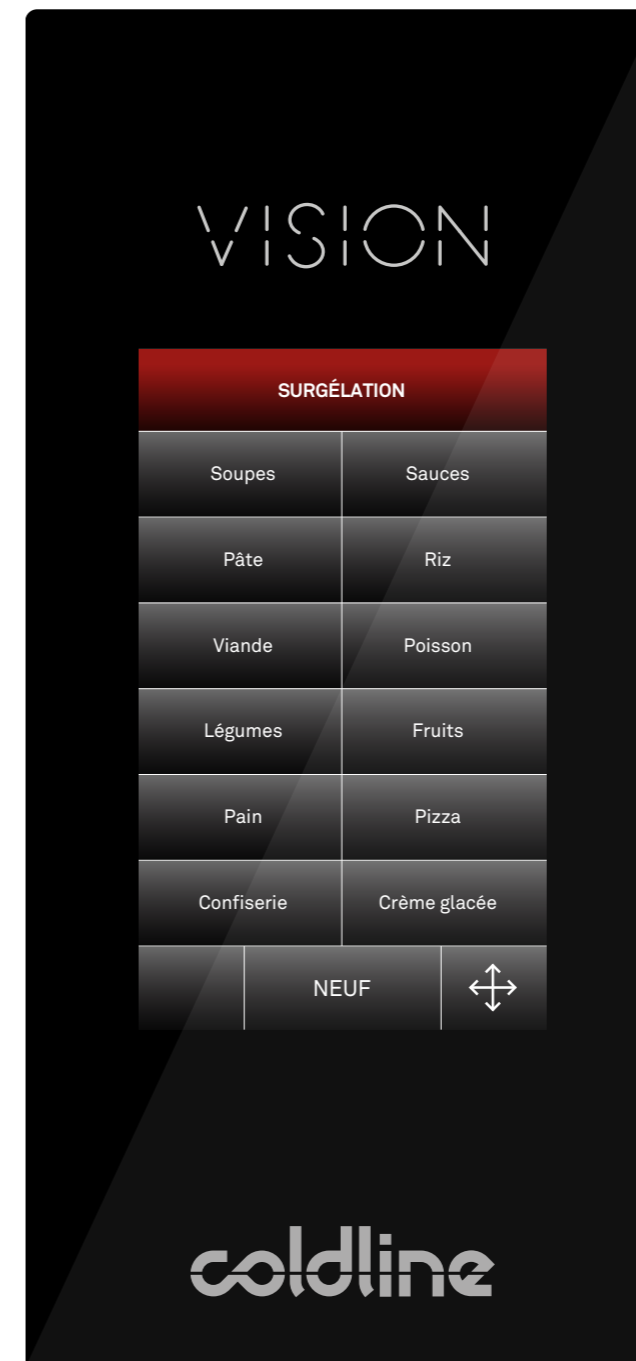 VISION
SURGÉLATION
Soupes Sauces
Pâte Riz
Viande Poisson
Légumes Fruits
Pain Pizza
Confiserie Crème glacée
NEUF
coldline